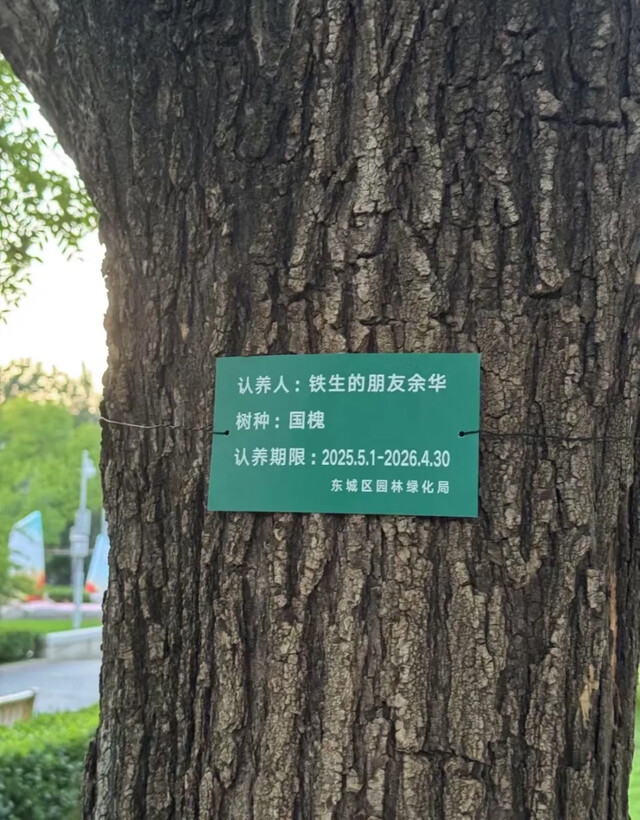 认养人：铁生的朋友余华
树种：国槐
认养期限：2025.5.1-2026.4.30
东城区园林绿化局